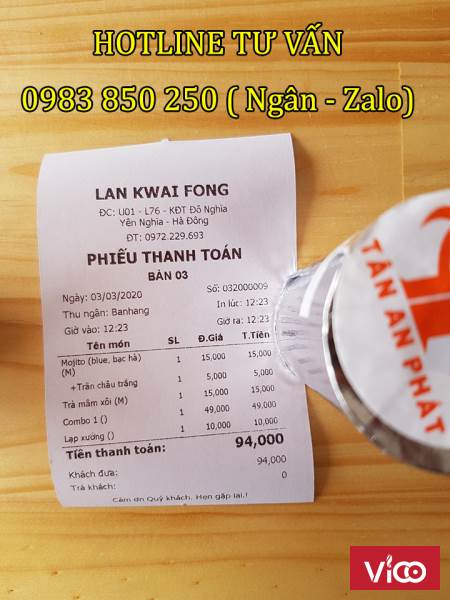 HOTLINE TƯ VẤN
0983 850 250 ( Ngân - Zalo)
LAN KWAI FONG
ĐC: U01 - L76 - KĐT Đô Nghĩa
Yên Nghĩa - Hà Đông
ĐT: 0972.229.693
PHIẾU THANH TOÁN
BÀN 03
Ngày: 03/03/2020 Số: 032000009
Thu ngân: Banhang In lúc: 12:23
Giờ vào: 12:23 Giờ ra: 12:23
Tên món SL Đ.Giá T.Tiền
Mojito (blue, bạc hà) 1 15,000 15,000
(M)
+Trân châu trắng 1 5,000 5,000
Trà mâm xôi (M) 1 15,000 15,000
Combo 1 () 1 49,000 49,000
Lạp xưởng () 1 10,000 10,000
Tiền thanh toán: 94,000
Khách đưa: 94,000
Trả khách: 0
Cảm ơn Quý khách. Hẹn gặp lại.!
TÂN AN PHÁT
Vioo